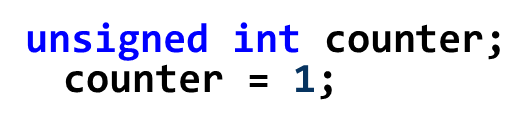 unsigned int counter;
counter = 1;